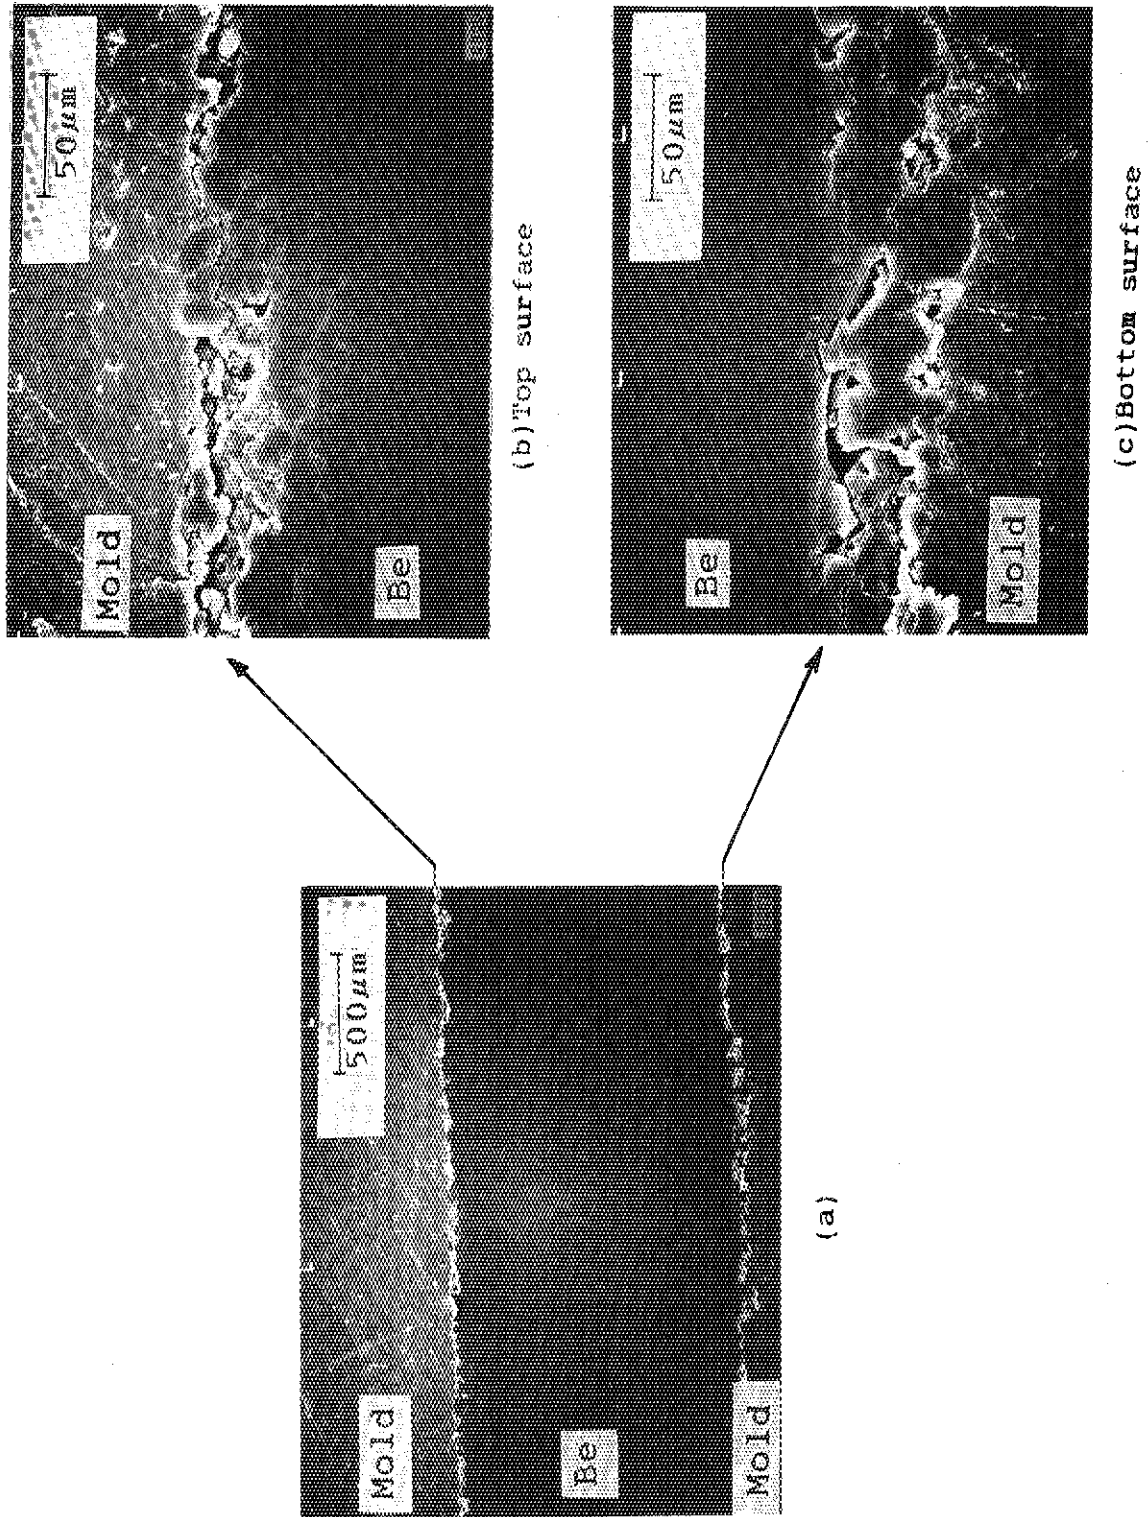 Mold
500μm
Be
Mold
(a)
Mold
50μm
Be
(b)Top surface
Be
50μm
Mold
(c)Bottom surface